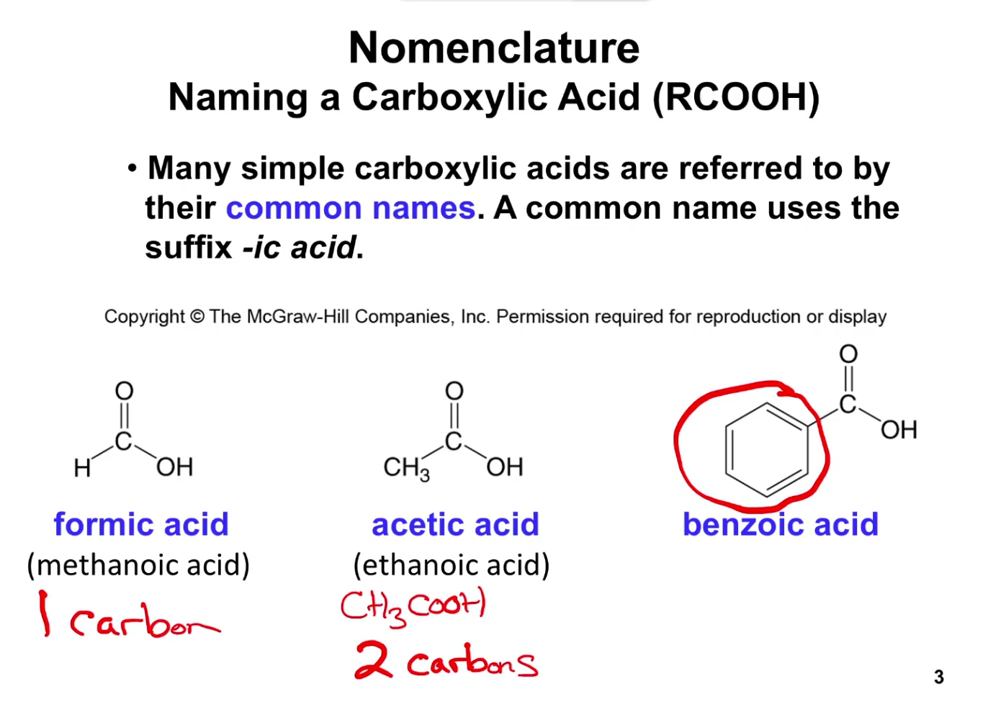 Nomenclature
Naming a Carboxylic Acid (RCOOH)
• Many simple carboxylic acids are referred to by
their common names. A common name uses the
suffix -ic acid.
Copyright © The McGraw-Hill Companies, Inc. Permission required for reproduction or display
O
C
H
OH
O
C
CH₃
OH
O
C
OH
formic acid
acetic acid
benzoic acid
(methanoic acid)
(ethanoic acid)
1 carbon
CH₃COOH
2 carbons
3